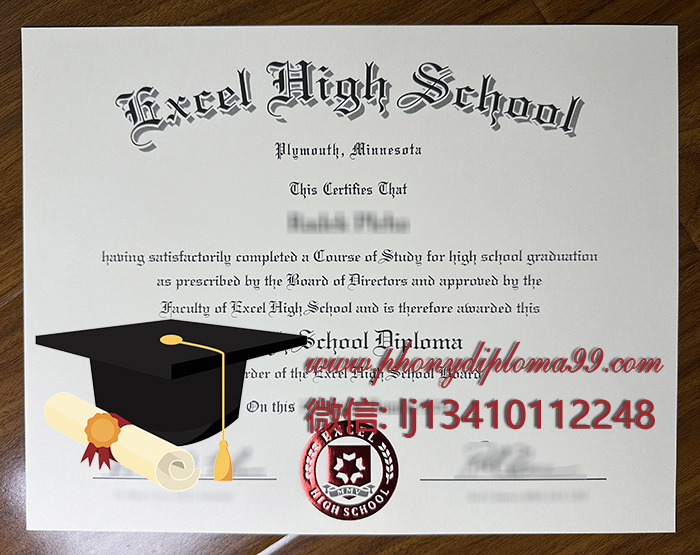 Excel High School
Plymouth, Minnesota
This Certifies That
having satisfactorily completed a Course of Study for high school graduation
as prescribed by the Board of Directors and approved by the
Faculty of Excel High School and is therefore awarded this
School Diploma
www.phonydiploma99.com
order of the Excel High School Board
On this
微信: lj13410112248
EXCEL
MMV
HIGH SCHOOL